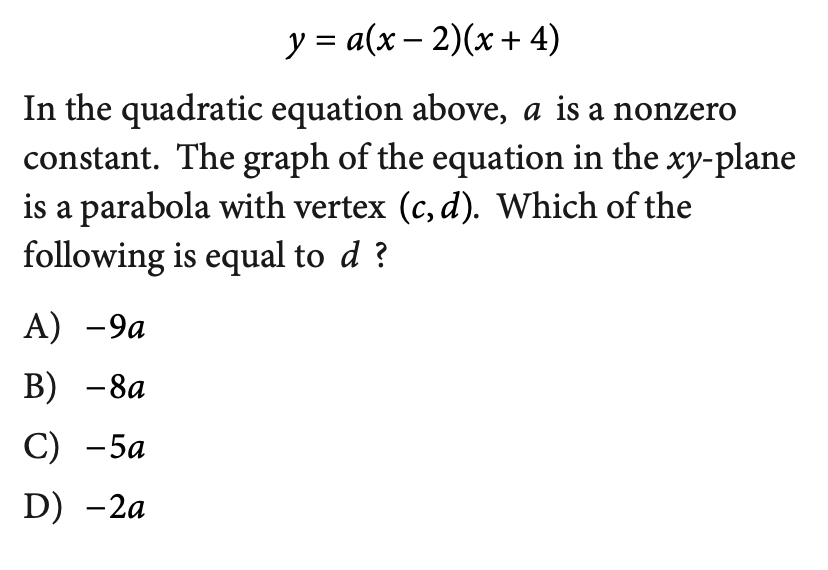 y = a(x − 2)(x + 4)
In the quadratic equation above, a is a nonzero
constant. The graph of the equation in the xy-plane
is a parabola with vertex (c, d). Which of the
following is equal to d ?
A) −9a
B) −8a
C) −5a
D) −2a